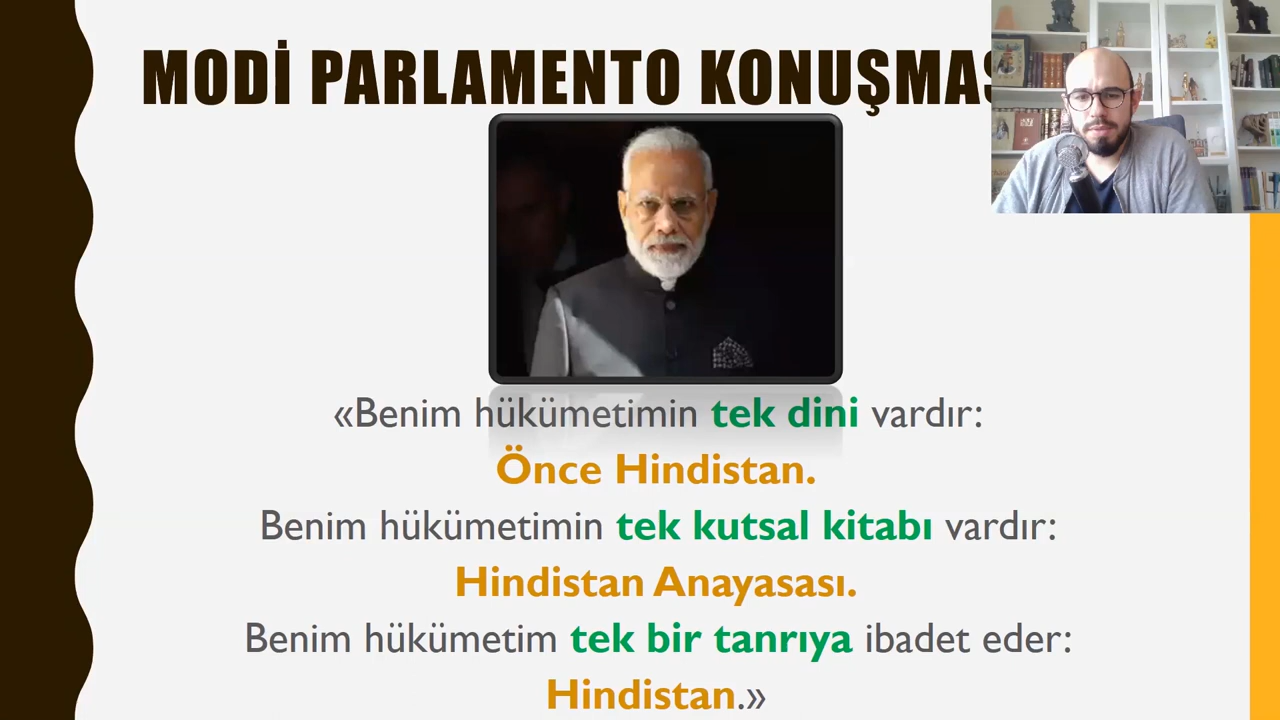 MODİ PARLAMENTO KONUŞMAS
«Benim hükümetimin tek dini vardır:
Önce Hindistan.
Benim hükümetimin tek kutsal kitabı vardır:
Hindistan Anayasası.
Benim hükümetim tek bir tanrıya ibadet eder:
Hindistan.»